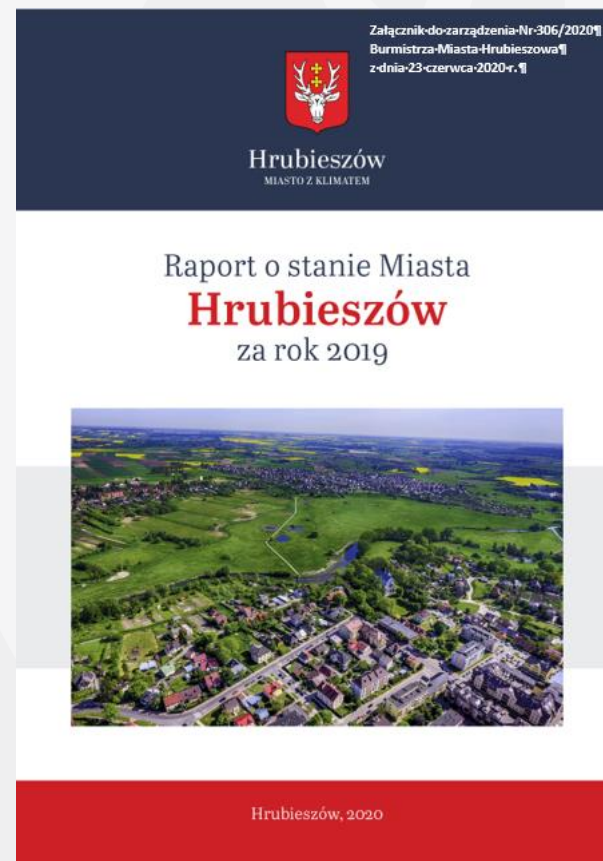 Załącznik·do·zarządzenia·Nr·306/2020¶
Burmistrza·Miasta·Hrubieszowa¶
z·dnia·23·czerwca·2020·r.¶
Hrubieszów
MIASTO Z KLIMATEM
Raport o stanie Miasta
Hrubieszów
za rok 2019
Hrubieszów, 2020